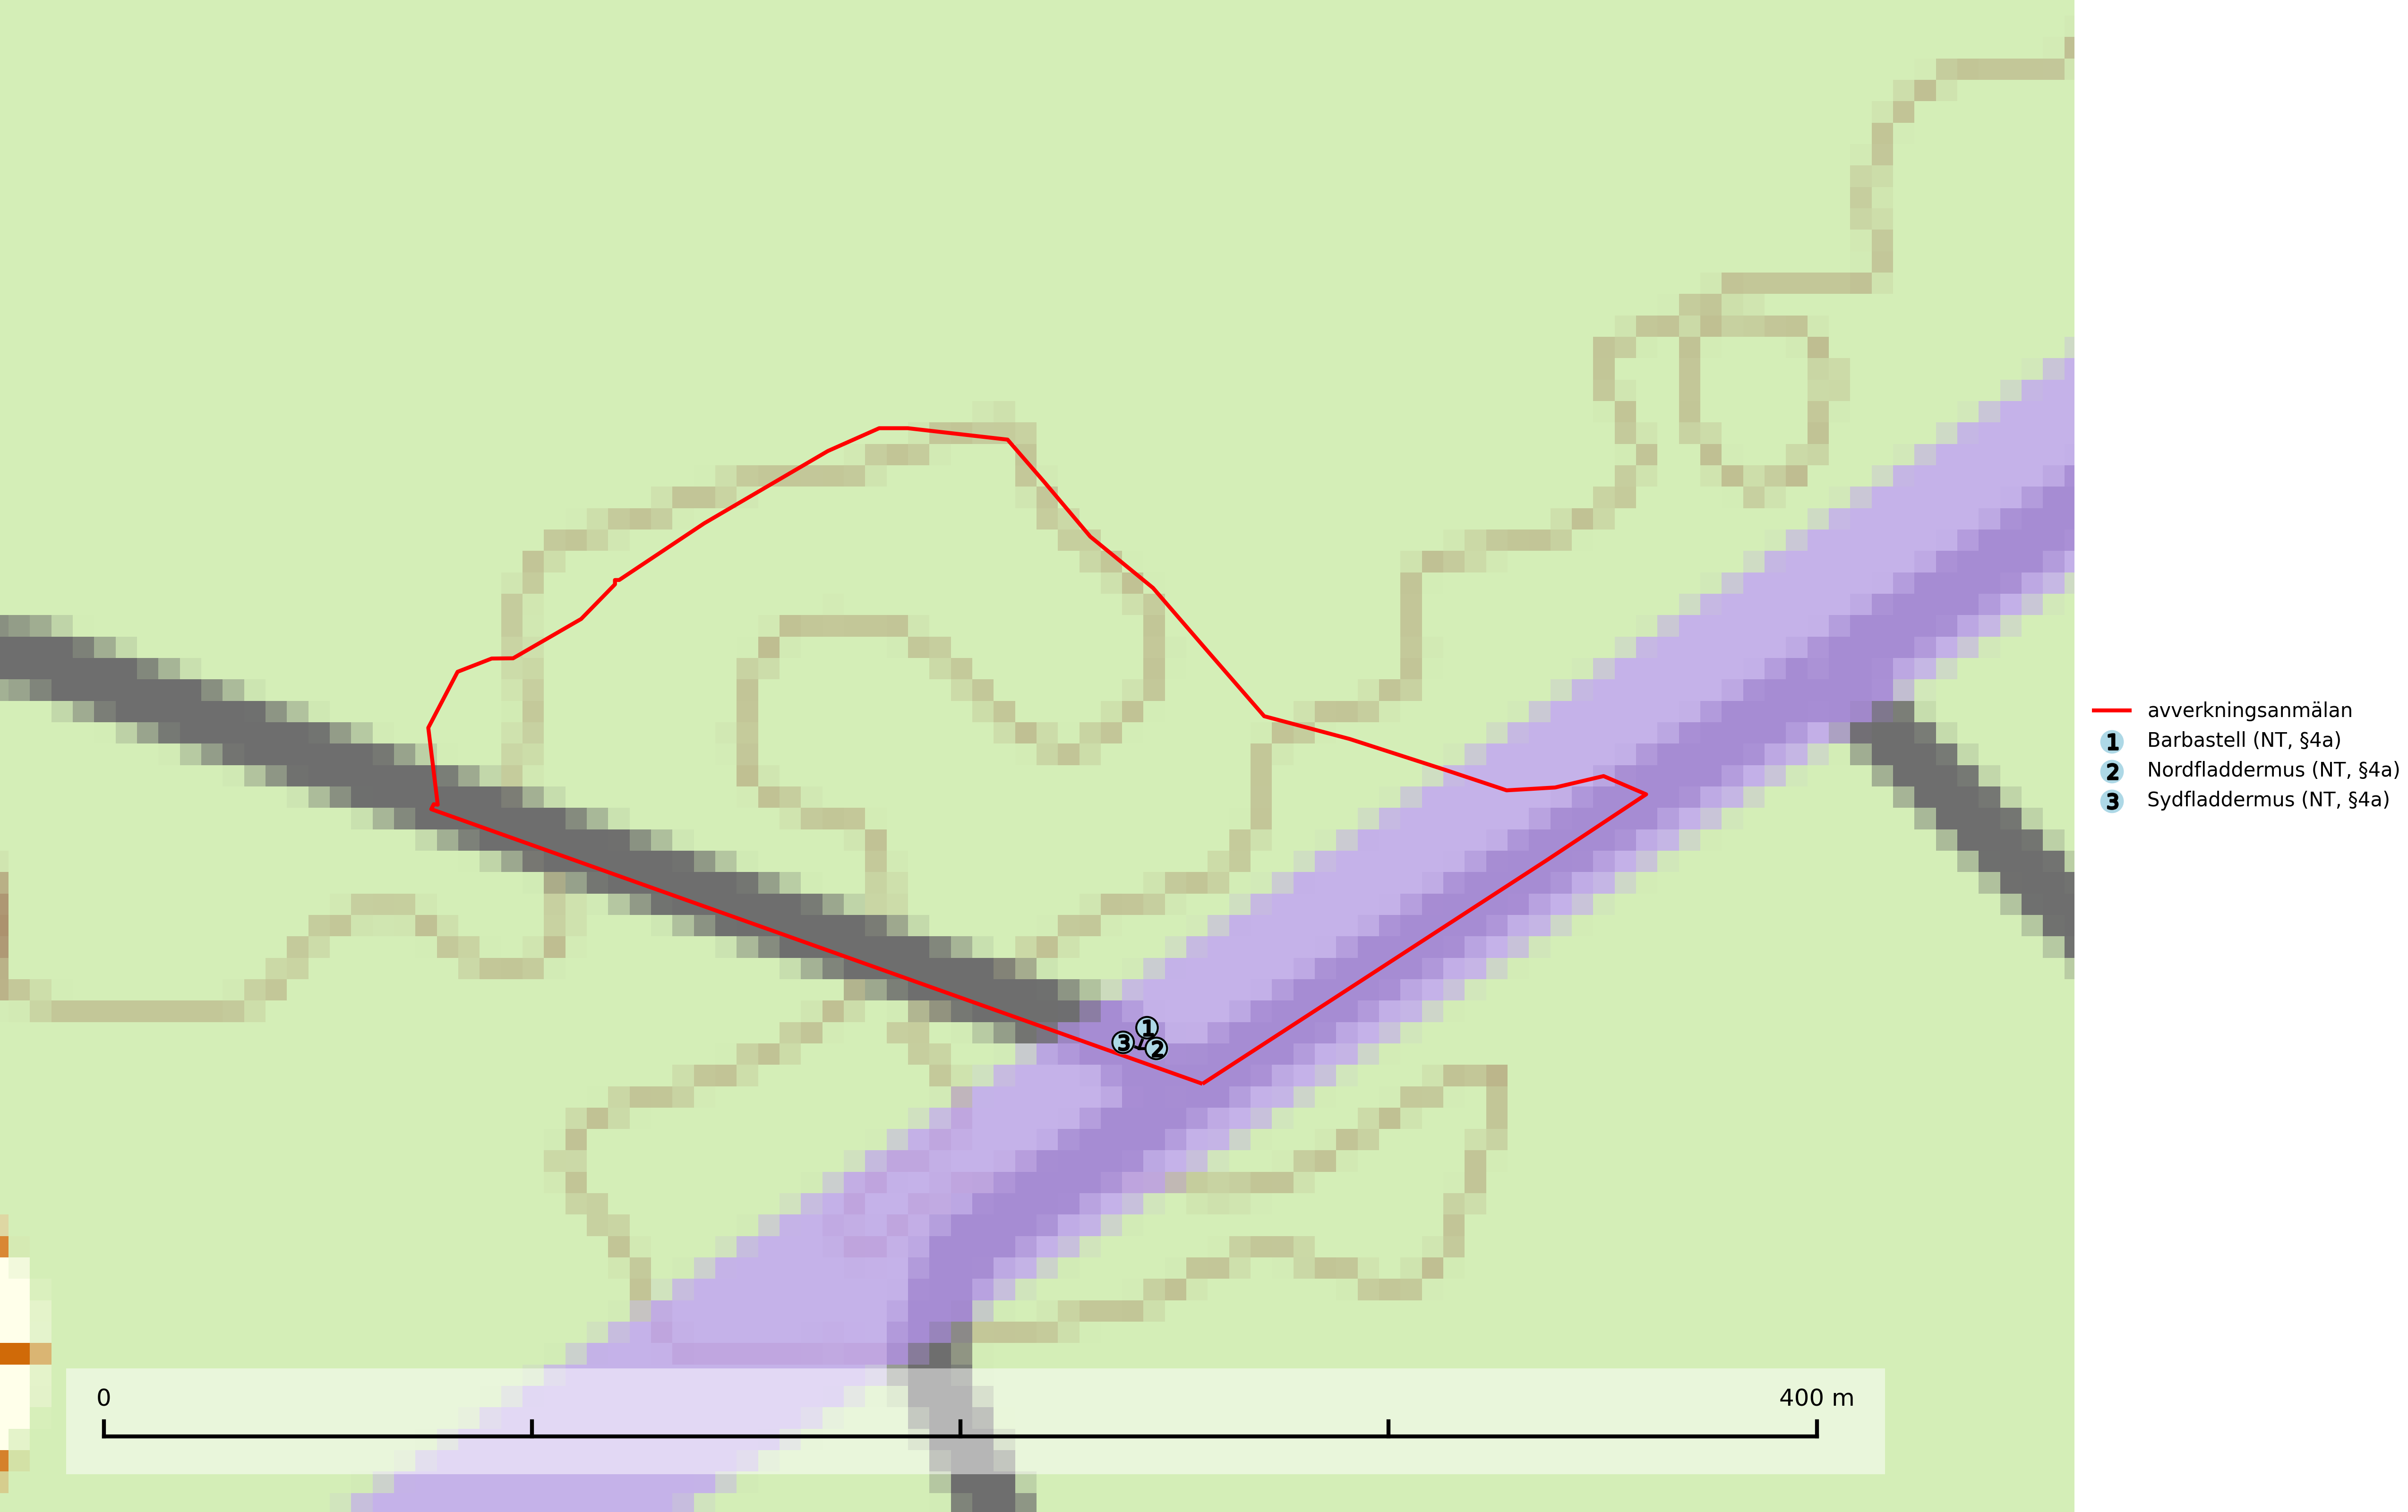 avverkningsanmälan
1 Barbastell (NT, §4a)
2 Nordfladdermus (NT, §4a)
3 Sydfladdermus (NT, §4a)
1
3 2
0 400 m